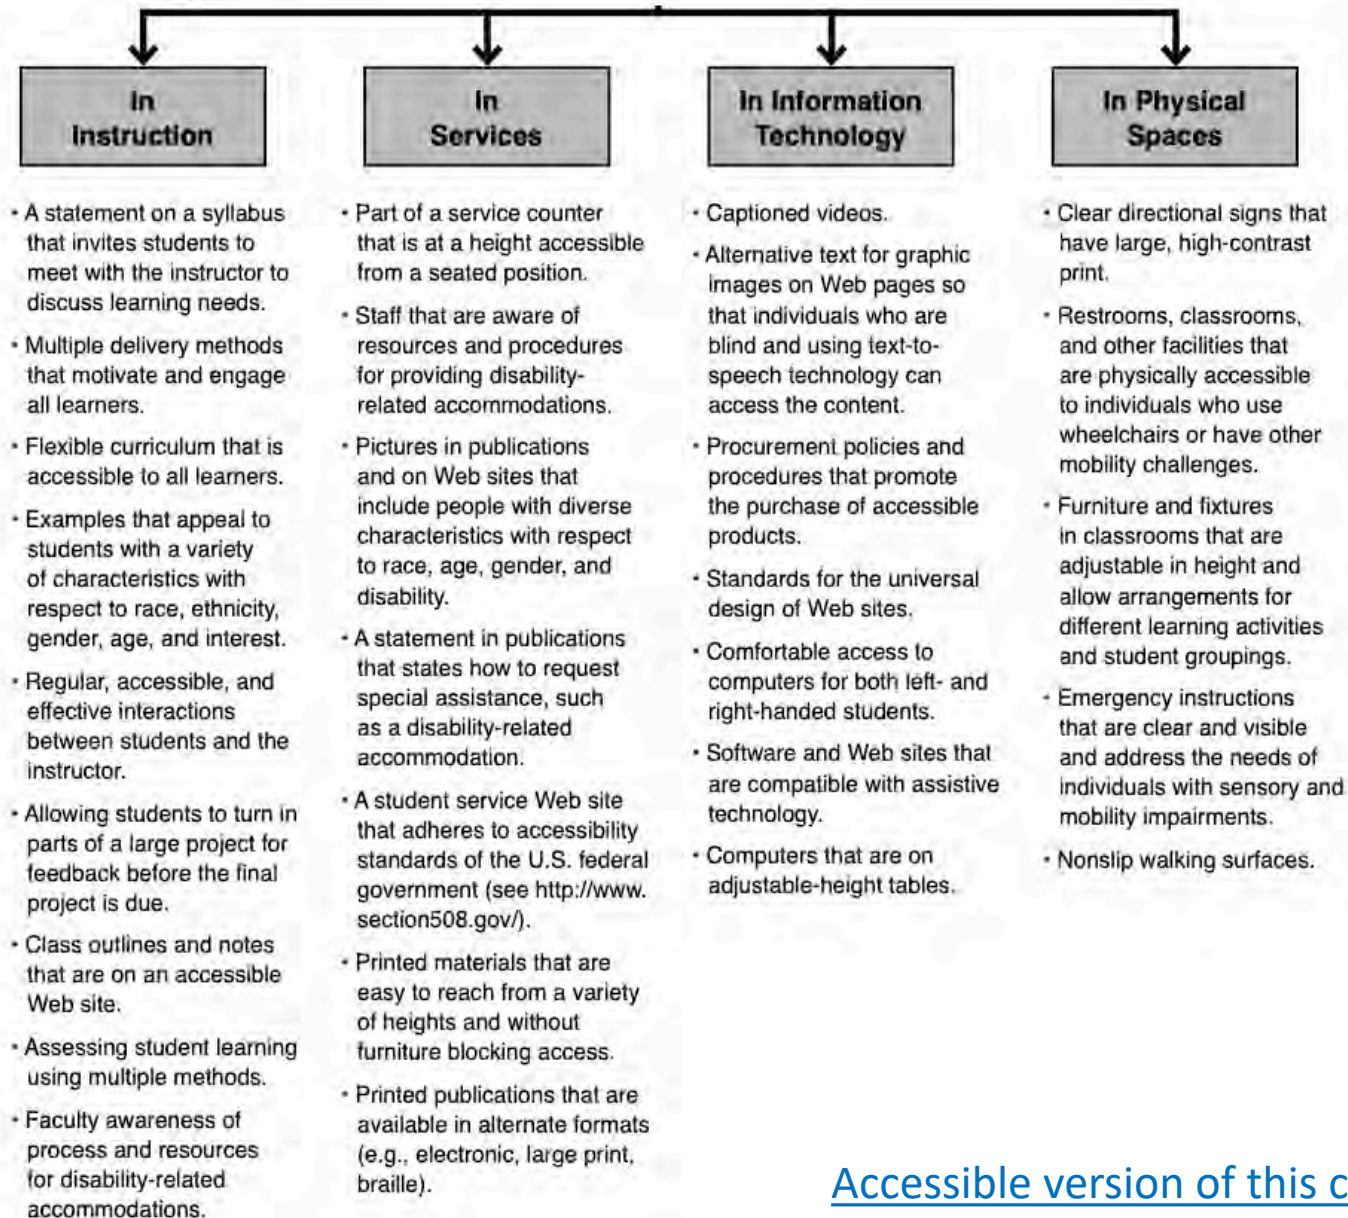 In
Instruction
• A statement on a syllabus
that invites students to
meet with the instructor to
discuss learning needs.
• Multiple delivery methods
that motivate and engage
all learners.
• Flexible curriculum that is
accessible to all learners.
• Examples that appeal to
students with a variety
of characteristics with
respect to race, ethnicity,
gender, age, and interest.
• Regular, accessible, and
effective interactions
between students and the
instructor.
• Allowing students to turn in
parts of a large project for
feedback before the final
project is due.
• Class outlines and notes
that are on an accessible
Web site.
• Assessing student learning
using multiple methods.
• Faculty awareness of
process and resources
for disability-related
accommodations.
In
Services
• Part of a service counter
that is at a height accessible
from a seated position.
• Staff that are aware of
resources and procedures
for providing disability-
related accommodations.
• Pictures in publications
and on Web sites that
include people with diverse
characteristics with respect
to race, age, gender, and
disability.
• A statement in publications
that states how to request
special assistance, such
as a disability-related
accommodation.
• A student service Web site
that adheres to accessibility
standards of the U.S. federal
government (see http://www.
section508.gov/).
• Printed materials that are
easy to reach from a variety
of heights and without
furniture blocking access.
• Printed publications that are
available in alternate formats
(e.g., electronic, large print,
braille).
In Information
Technology
• Captioned videos.
• Alternative text for graphic
images on Web pages so
that individuals who are
blind and using text-to-
speech technology can
access the content.
• Procurement policies and
procedures that promote
the purchase of accessible
products.
• Standards for the universal
design of Web sites.
• Comfortable access to
computers for both left- and
right-handed students.
• Software and Web sites that
are compatible with assistive
technology.
• Computers that are on
adjustable-height tables.
In Physical
Spaces
• Clear directional signs that
have large, high-contrast
print.
• Restrooms, classrooms,
and other facilities that
are physically accessible
to individuals who use
wheelchairs or have other
mobility challenges.
• Furniture and fixtures
in classrooms that are
adjustable in height and
allow arrangements for
different learning activities
and student groupings.
• Emergency instructions
that are clear and visible
and address the needs of
individuals with sensory and
mobility impairments.
• Nonslip walking surfaces.
Accessible version of this